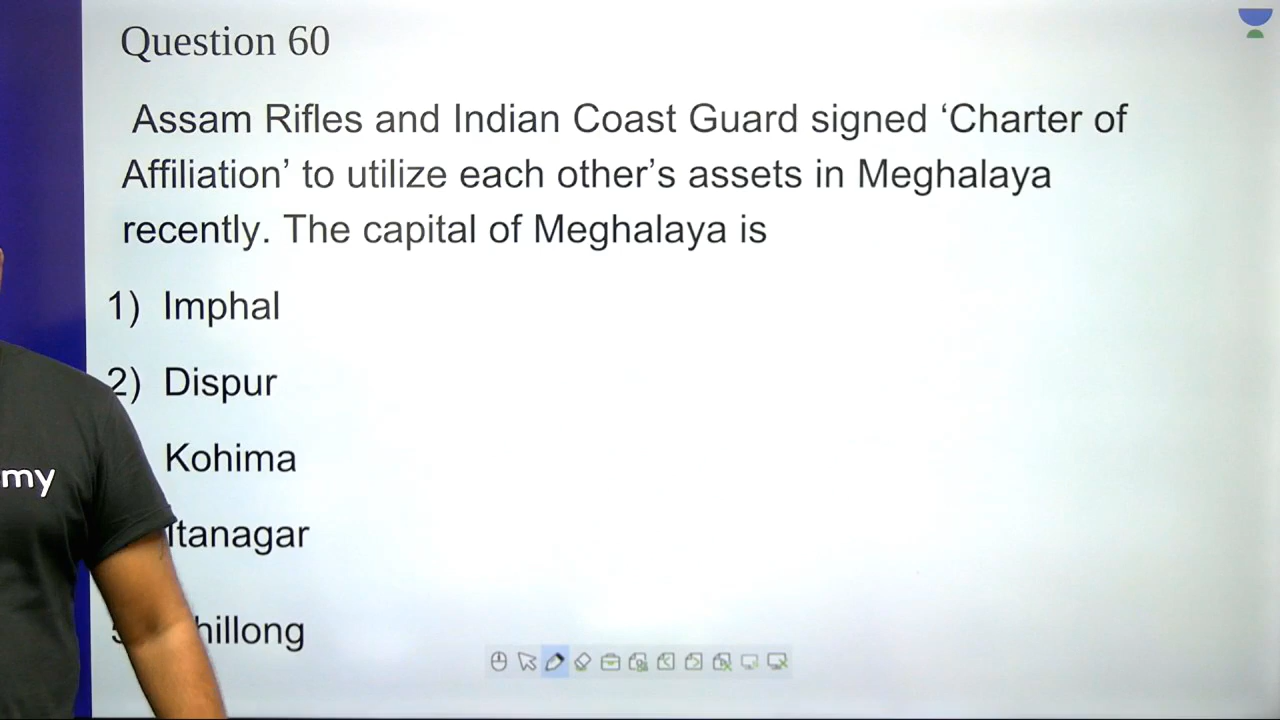 Question 60
Assam Rifles and Indian Coast Guard signed ‘Charter of
Affiliation’ to utilize each other’s assets in Meghalaya
recently. The capital of Meghalaya is
1) Imphal
2) Dispur
Kohima
Itanagar
hillong
my